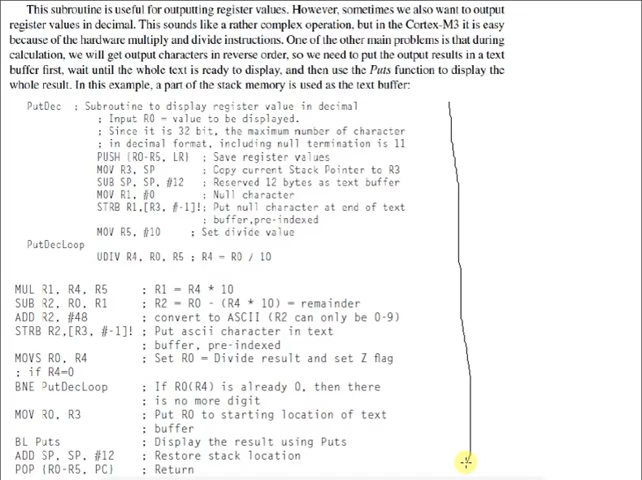 This subroutine is useful for outputting register values. However, sometimes we also want to output
register values in decimal. This sounds like a rather complex operation, but in the Cortex-M3 it is easy
because of the hardware multiply and divide instructions. One of the other main problems is that during
calculation, we will get output characters in reverse order, so we need to put the output results in a text
buffer first, wait until the whole text is ready to display, and then use the Puts function to display the
whole result. In this example, a part of the stack memory is used as the text buffer:
PutDec ; Subroutine to display register value in decimal
; Input R0 = value to be displayed.
; Since it is 32 bit, the maximum number of character
; in decimal format, including null termination is 11
PUSH {R0-R5, LR} ; Save register values
MOV R3, SP ; Copy current Stack Pointer to R3
SUB SP, SP, #12 ; Reserved 12 bytes as text buffer
MOV R1, #0 ; Null character
STRB R1,[R3, #-1]!; Put null character at end of text
; buffer,pre-indexed
MOV R5, #10 ; Set divide value
PutDecLoop
UDIV R4, R0, R5 ; R4 = R0 / 10
MUL R1, R4, R5 ; R1 = R4 * 10
SUB R2, R0, R1 ; R2 = R0 - (R4 * 10) = remainder
ADD R2, #48 ; convert to ASCII (R2 can only be 0-9)
STRB R2,[R3, #-1]! ; Put ascii character in text
; buffer, pre-indexed
MOVS R0, R4 ; Set R0 = Divide result and set Z flag
; if R4=0
BNE PutDecLoop ; If R0(R4) is already 0, then there
; is no more digit
MOV R0, R3 ; Put R0 to starting location of text
; buffer
BL Puts ; Display the result using Puts
ADD SP, SP, #12 ; Restore stack location
POP {R0-R5, PC} ; Return